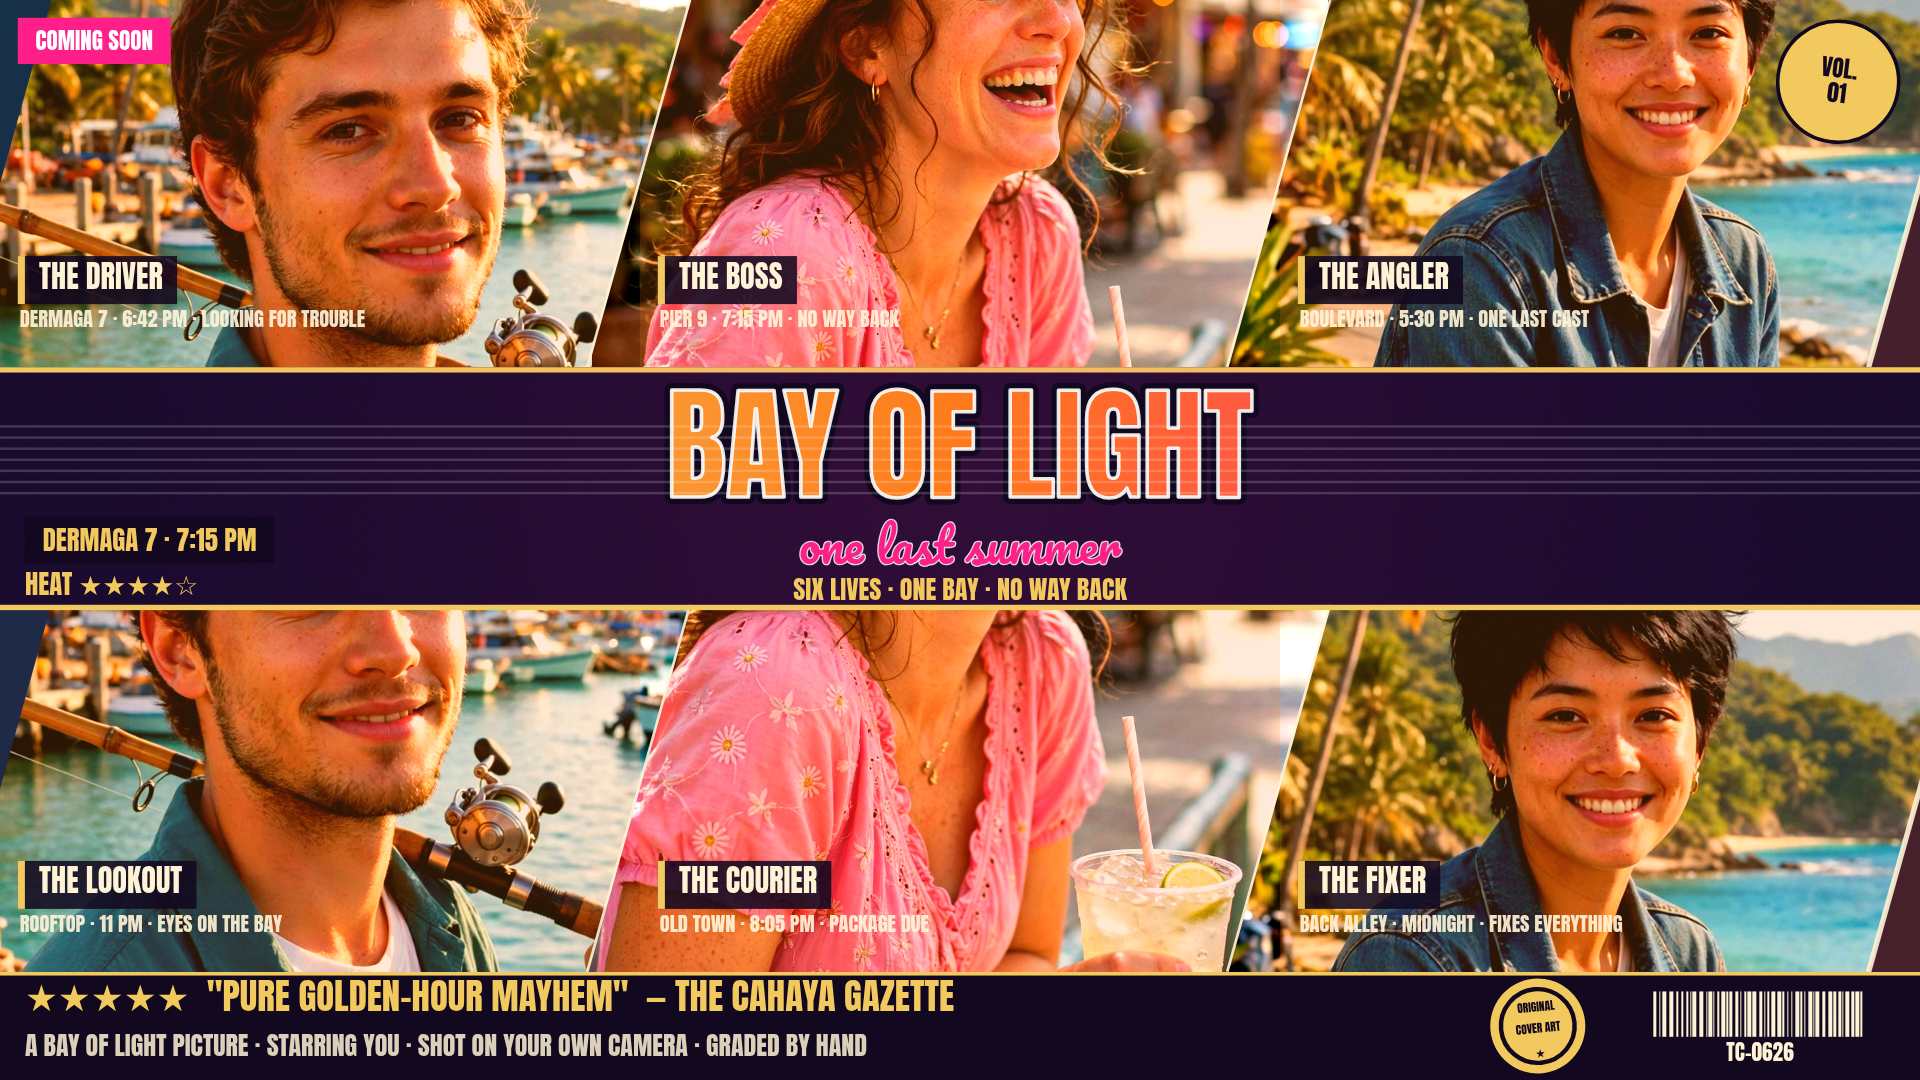 COMING SOON
VOL.
01
THE DRIVER
DERMAGA 7 · 6:42 PM · LOOKING FOR TROUBLE
THE BOSS
PIER 9 · 7:15 PM · NO WAY BACK
THE ANGLER
BOULEVARD · 5:30 PM · ONE LAST CAST
BAY OF LIGHT
one last summer
SIX LIVES · ONE BAY · NO WAY BACK
DERMAGA 7 · 7:15 PM
HEAT ★★★★☆
THE LOOKOUT
ROOFTOP · 11 PM · EYES ON THE BAY
THE COURIER
OLD TOWN · 8:05 PM · PACKAGE DUE
THE FIXER
BACK ALLEY · MIDNIGHT · FIXES EVERYTHING
★★★★★ "PURE GOLDEN-HOUR MAYHEM" — THE CAHAYA GAZETTE
A BAY OF LIGHT PICTURE · STARRING YOU · SHOT ON YOUR OWN CAMERA · GRADED BY HAND
ORIGINAL
COVER ART
★
TC-0626